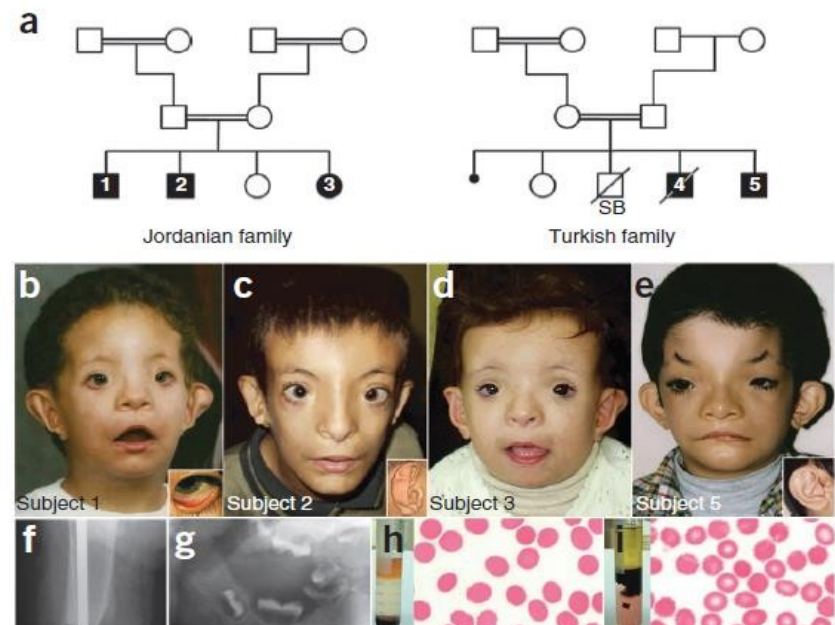 a
1 2 3
4 5
SB
Jordanian family Turkish family
b c d e
Subject 1 Subject 2 Subject 3 Subject 5
f g h i